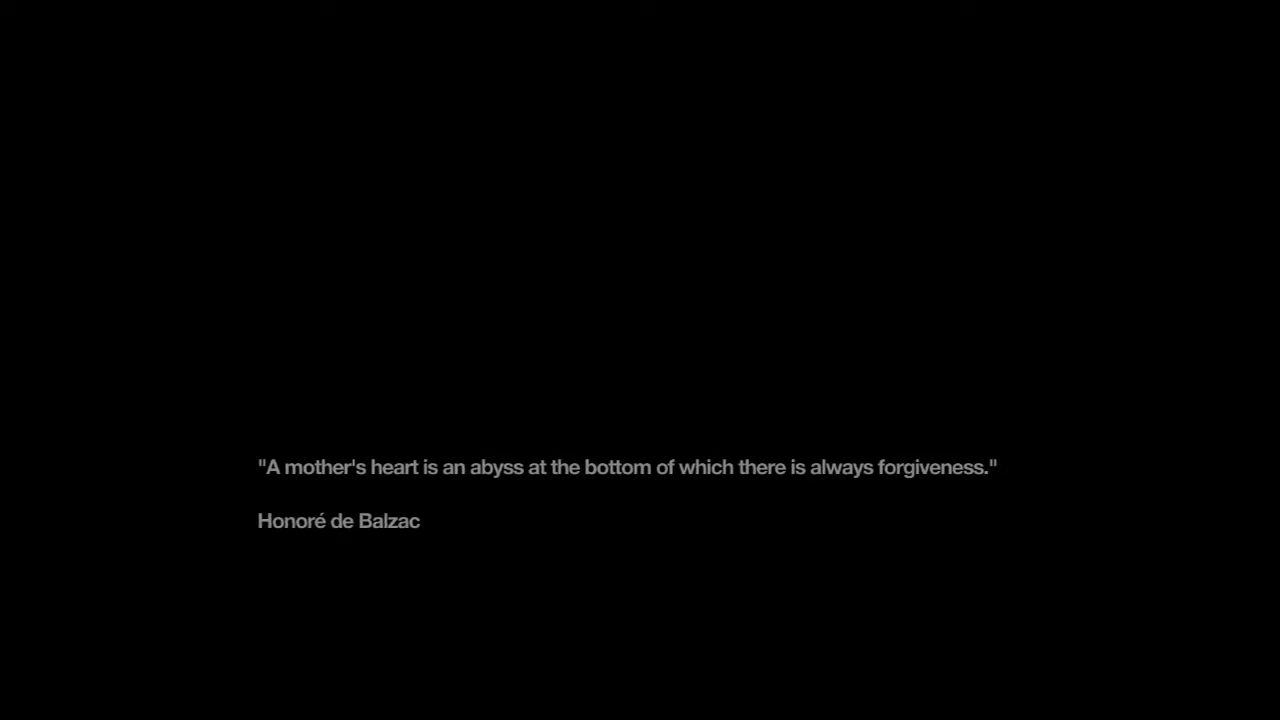 "A mother's heart is an abyss at the bottom of which there is always forgiveness."
Honoré de Balzac